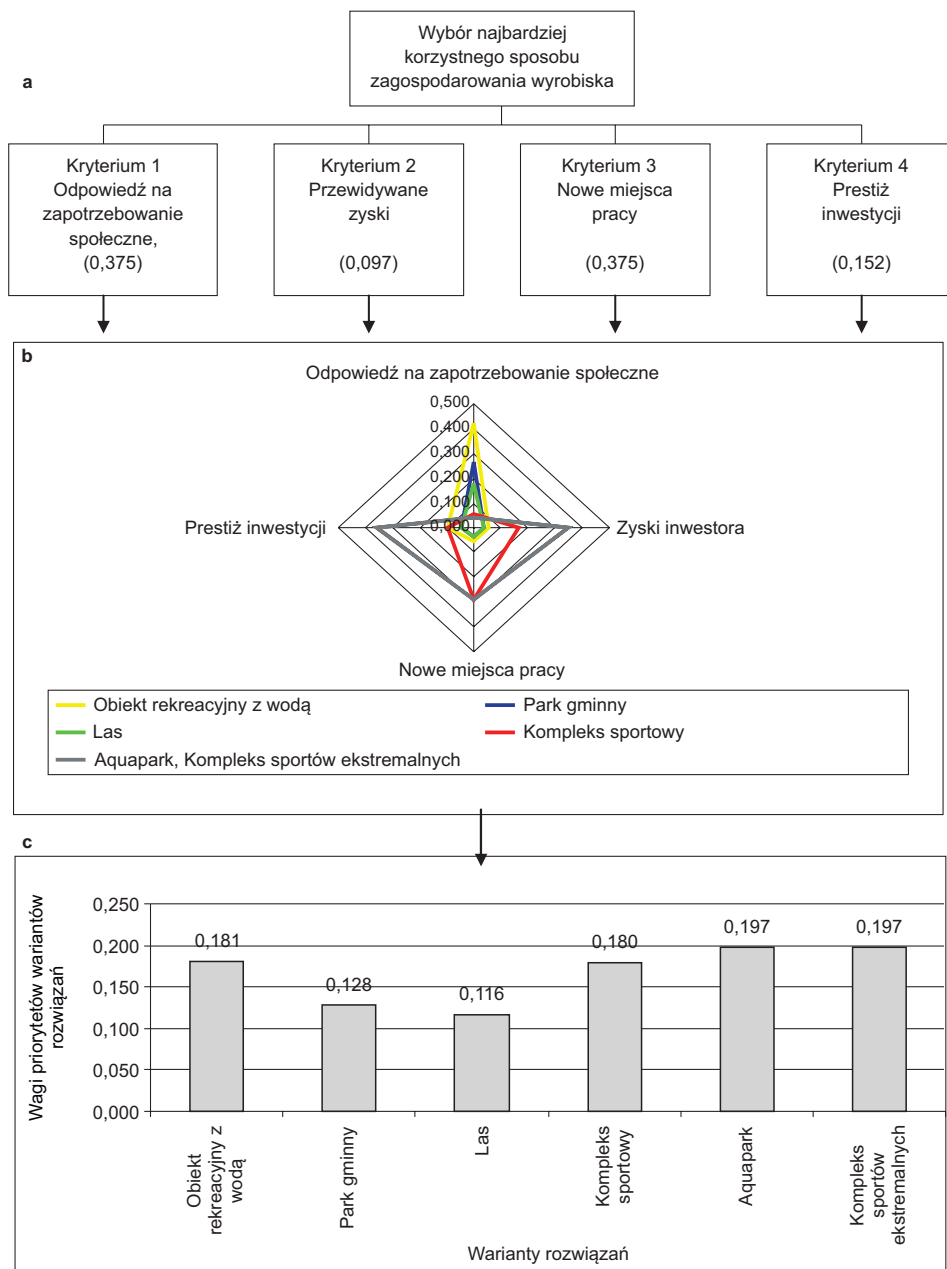 Wybór najbardziej
korzystnego sposobu
zagospodarowania wyrobiska
a
Kryterium 1
Odpowiedź na
zapotrzebowanie
społeczne,
(0,375)
Kryterium 2
Przewidywane
zyski
(0,097)
Kryterium 3
Nowe miejsca
pracy
(0,375)
Kryterium 4
Prestiż
inwestycji
(0,152)
b
Odpowiedź na zapotrzebowanie społeczne
0,500
0,400
0,300
0,200
0,100
0,000
Prestiż inwestycji
Zyski inwestora
Nowe miejsca pracy
Obiekt rekreacyjny z wodą
Park gminny
Las
Kompleks sportowy
Aquapark, Kompleks sportów ekstremalnych
c
Wagi priorytetów wariantów
rozwiązań
0,250
0,200
0,150
0,100
0,050
0,000
0,181
0,128
0,116
0,180
0,197
0,197
Obiekt
rekreacyjny z
wodą
Park gminny
Las
Kompleks
sportowy
Aquapark
Kompleks
sportów
ekstremalnych
Warianty rozwiązań